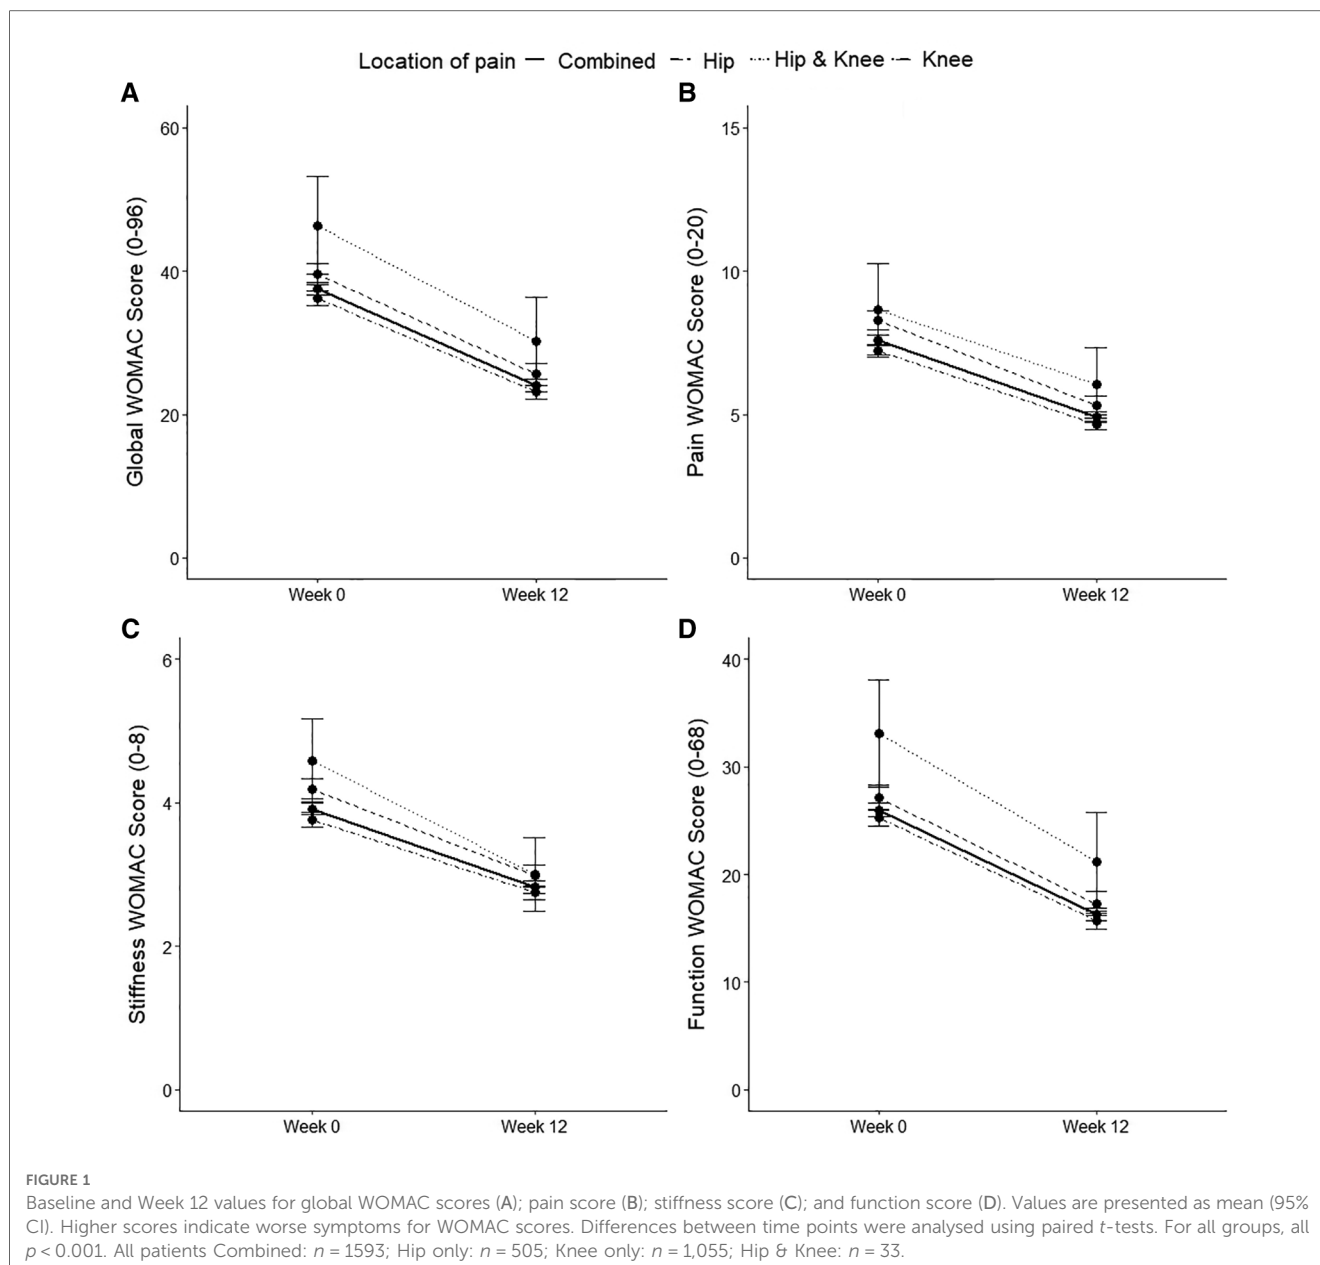 Location of pain — Combined -- Hip ···· Hip & Knee ·-· Knee
A
Global WOMAC Score (0-96)
60
40
20
0
Week 0 Week 12
B
Pain WOMAC Score (0-20)
15
10
5
0
Week 0 Week 12
C
Stiffness WOMAC Score (0-8)
6
4
2
0
Week 0 Week 12
D
Function WOMAC Score (0-68)
40
30
20
10
0
Week 0 Week 12
FIGURE 1
Baseline and Week 12 values for global WOMAC scores (A); pain score (B); stiffness score (C); and function score (D). Values are presented as mean (95%
CI). Higher scores indicate worse symptoms for WOMAC scores. Differences between time points were analysed using paired t-tests. For all groups, all
p < 0.001. All patients Combined: n = 1593; Hip only: n = 505; Knee only: n = 1,055; Hip & Knee: n = 33.